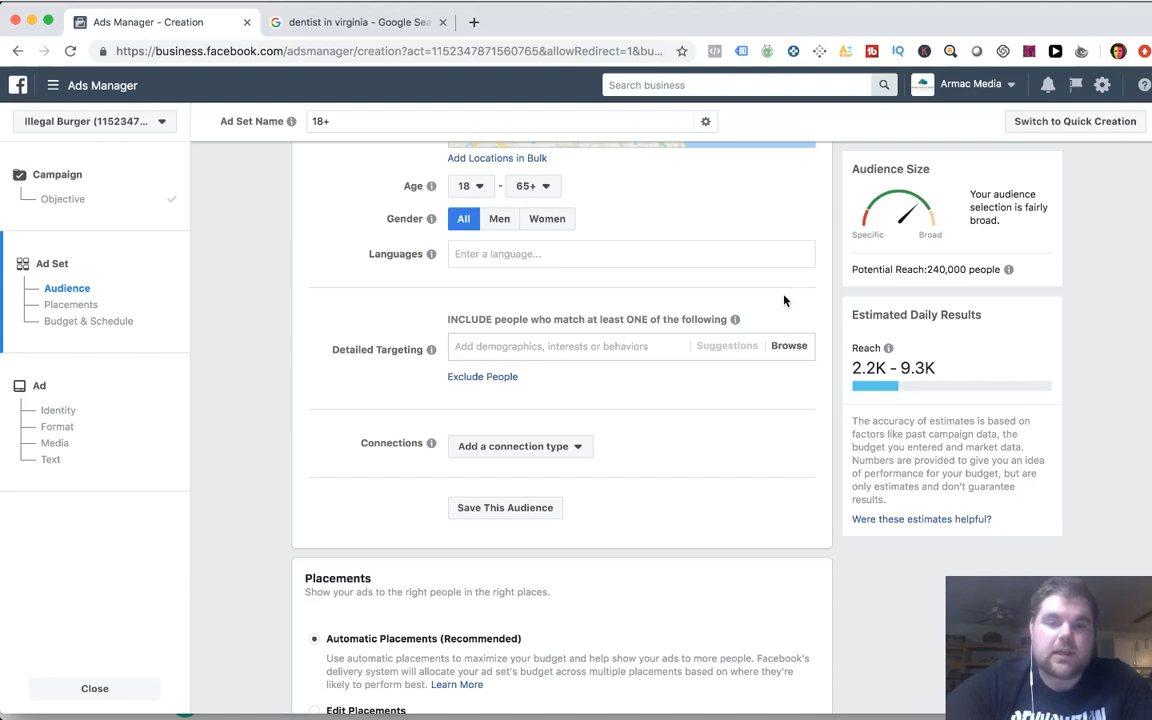 Ads Manager - Creation
dentist in virginia - Google Sea
https://business.facebook.com/adsmanager/creation?act=1152347871560765&allowRedirect=1&bu...
Ads Manager
Search business
Armac Media
Illegal Burger (1152347...
Ad Set Name
18+
Switch to Quick Creation
Campaign
Objective
Ad Set
Audience
Placements
Budget & Schedule
Ad
Identity
Format
Media
Text
Close
Add Locations in Bulk
Age
18
-
65+
Gender
All
Men
Women
Languages
Enter a language...
INCLUDE people who match at least ONE of the following
Detailed Targeting
Add demographics, interests or behaviors
Suggestions
Browse
Exclude People
Connections
Add a connection type
Save This Audience
Placements
Show your ads to the right people in the right places.
Automatic Placements (Recommended)
Use automatic placements to maximize your budget and help show your ads to more people. Facebook's
delivery system will allocate your ad set's budget across multiple placements based on where they're
likely to perform best. Learn More
Edit Placements
Audience Size
Specific
Broad
Your audience
selection is fairly
broad.
Potential Reach:240,000 people
Estimated Daily Results
Reach
2.2K - 9.3K
The accuracy of estimates is based on
factors like past campaign data, the
budget you entered and market data.
Numbers are provided to give you an idea
of performance for your budget, but are
only estimates and don't guarantee
results.
Were these estimates helpful?